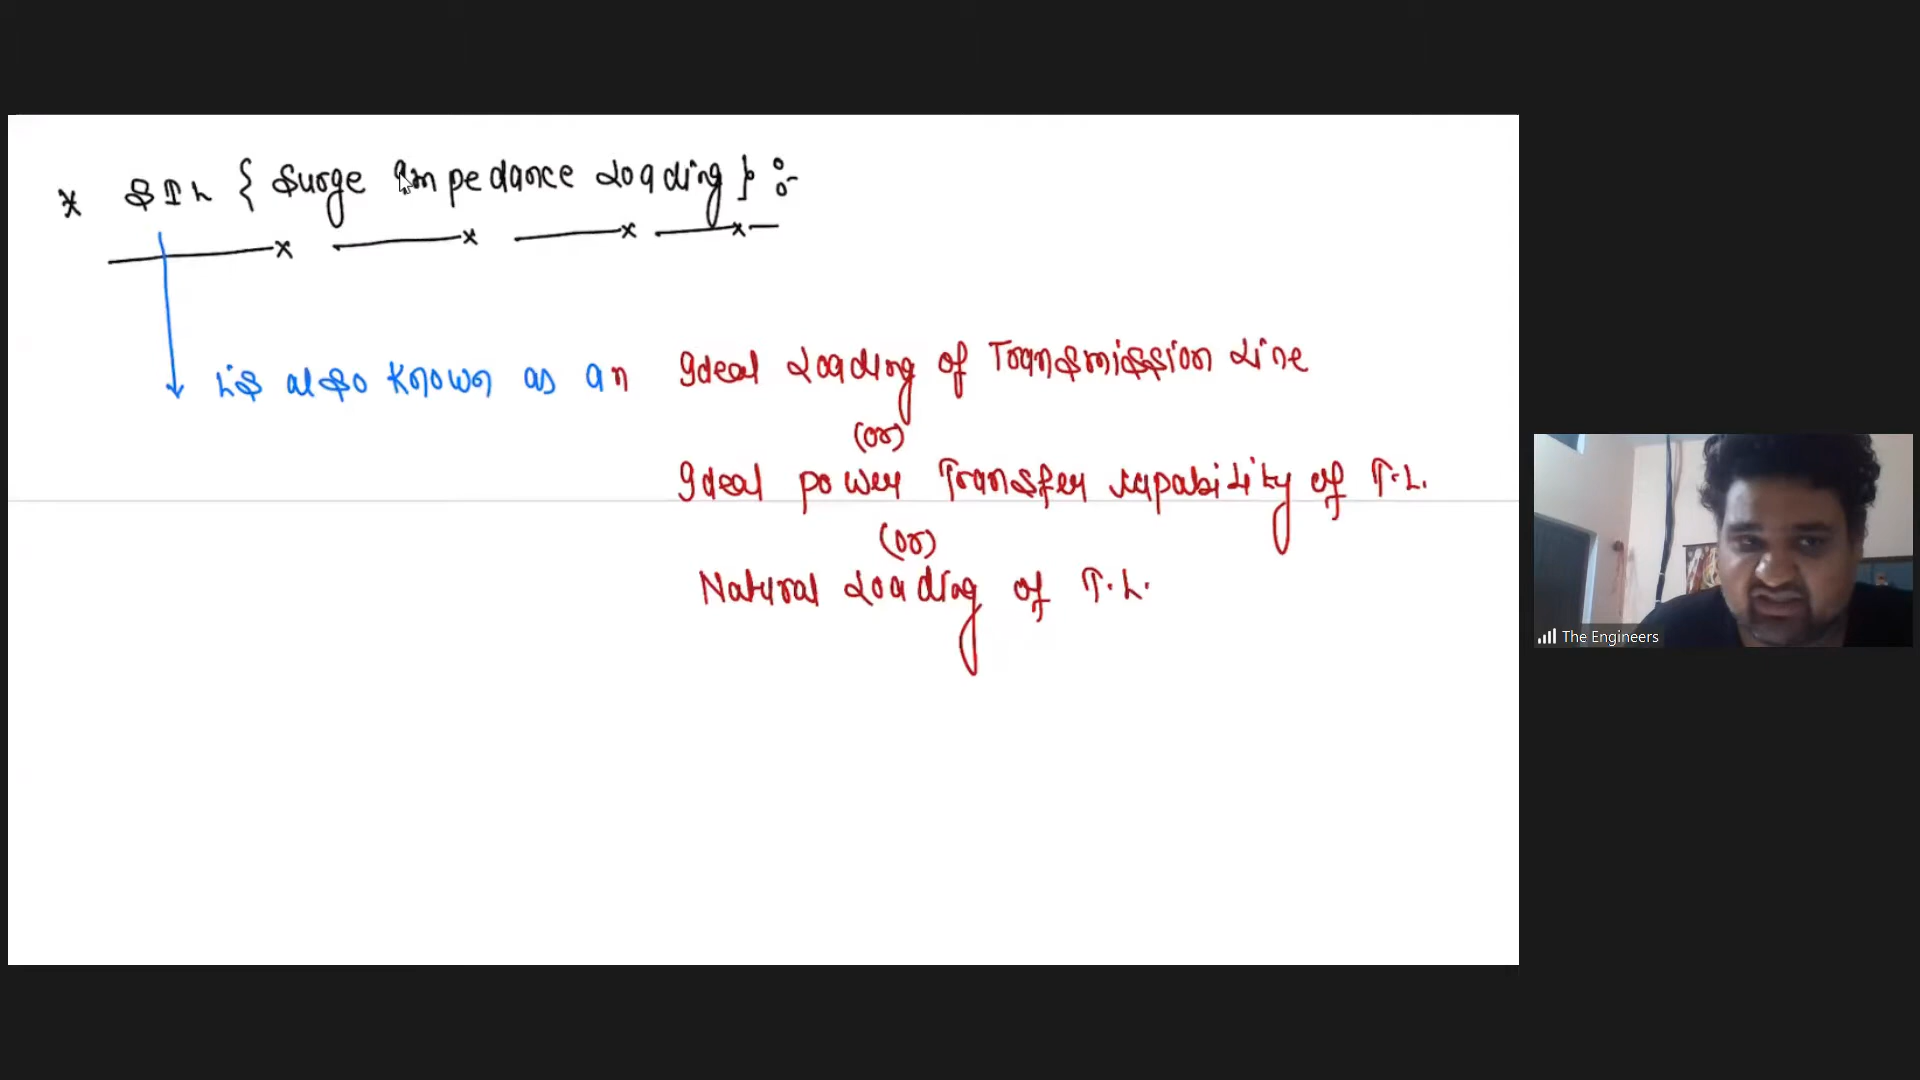 * SIL { Surge Impedance Loading } :-
is also known as an Ideal Loading of Transmission Line
(or)
Ideal power Transfer capability of T.L.
(or)
Natural Loading of T.L.
The Engineers